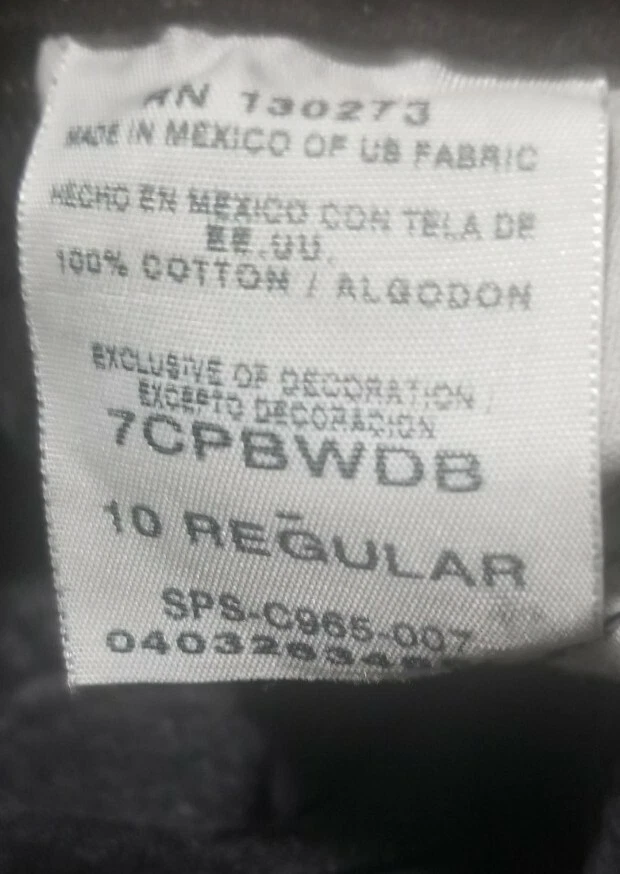 RN 130273
MADE IN MEXICO OF US FABRIC
HECHO EN MEXICO CON TELA DE
EE.UU.
100% COTTON / ALGODON
EXCLUSIVE OF DECORATION /
EXCEPTO DECORACION
7CPBWDB
10 REGULAR
SPS-C965-007